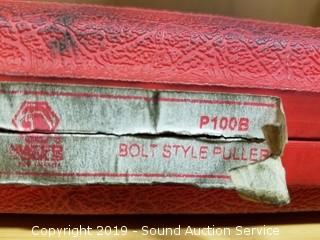 P100B
BOLT STYLE PULLER
Copyright 2019 - Sound Auction Service